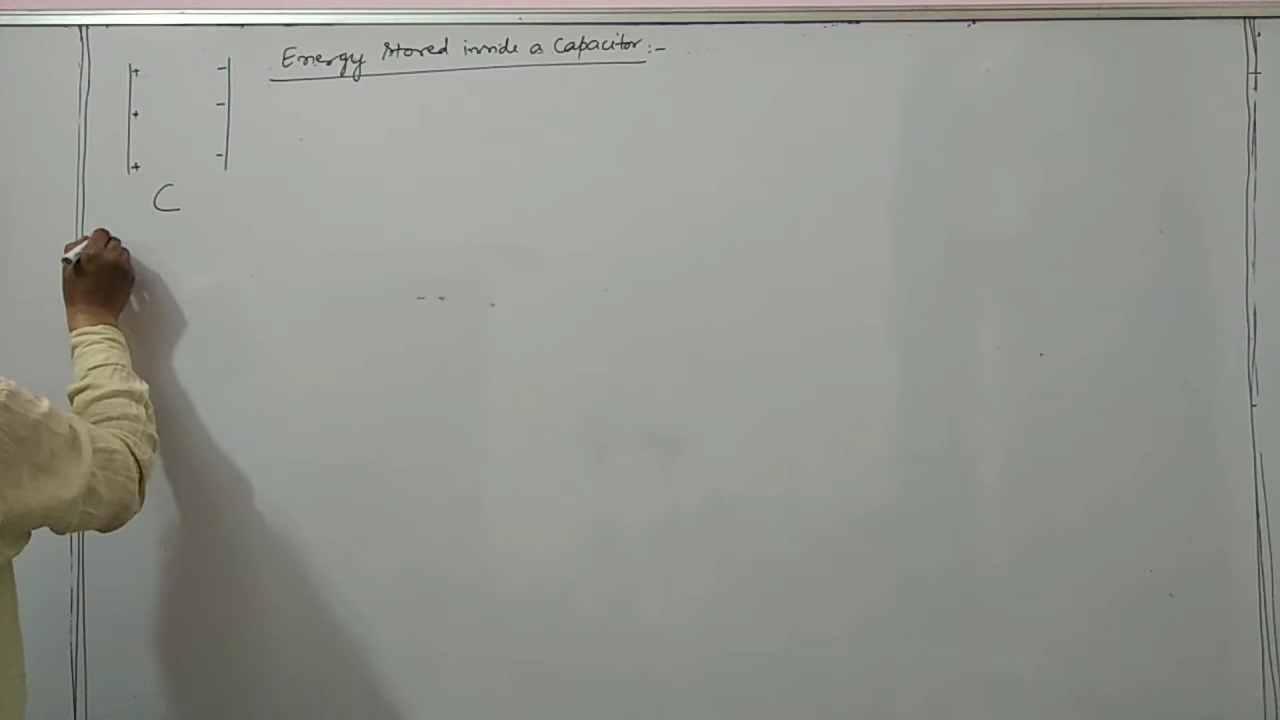 Energy stored inside a Capacitor:-
+ -
+ -
+ -
C